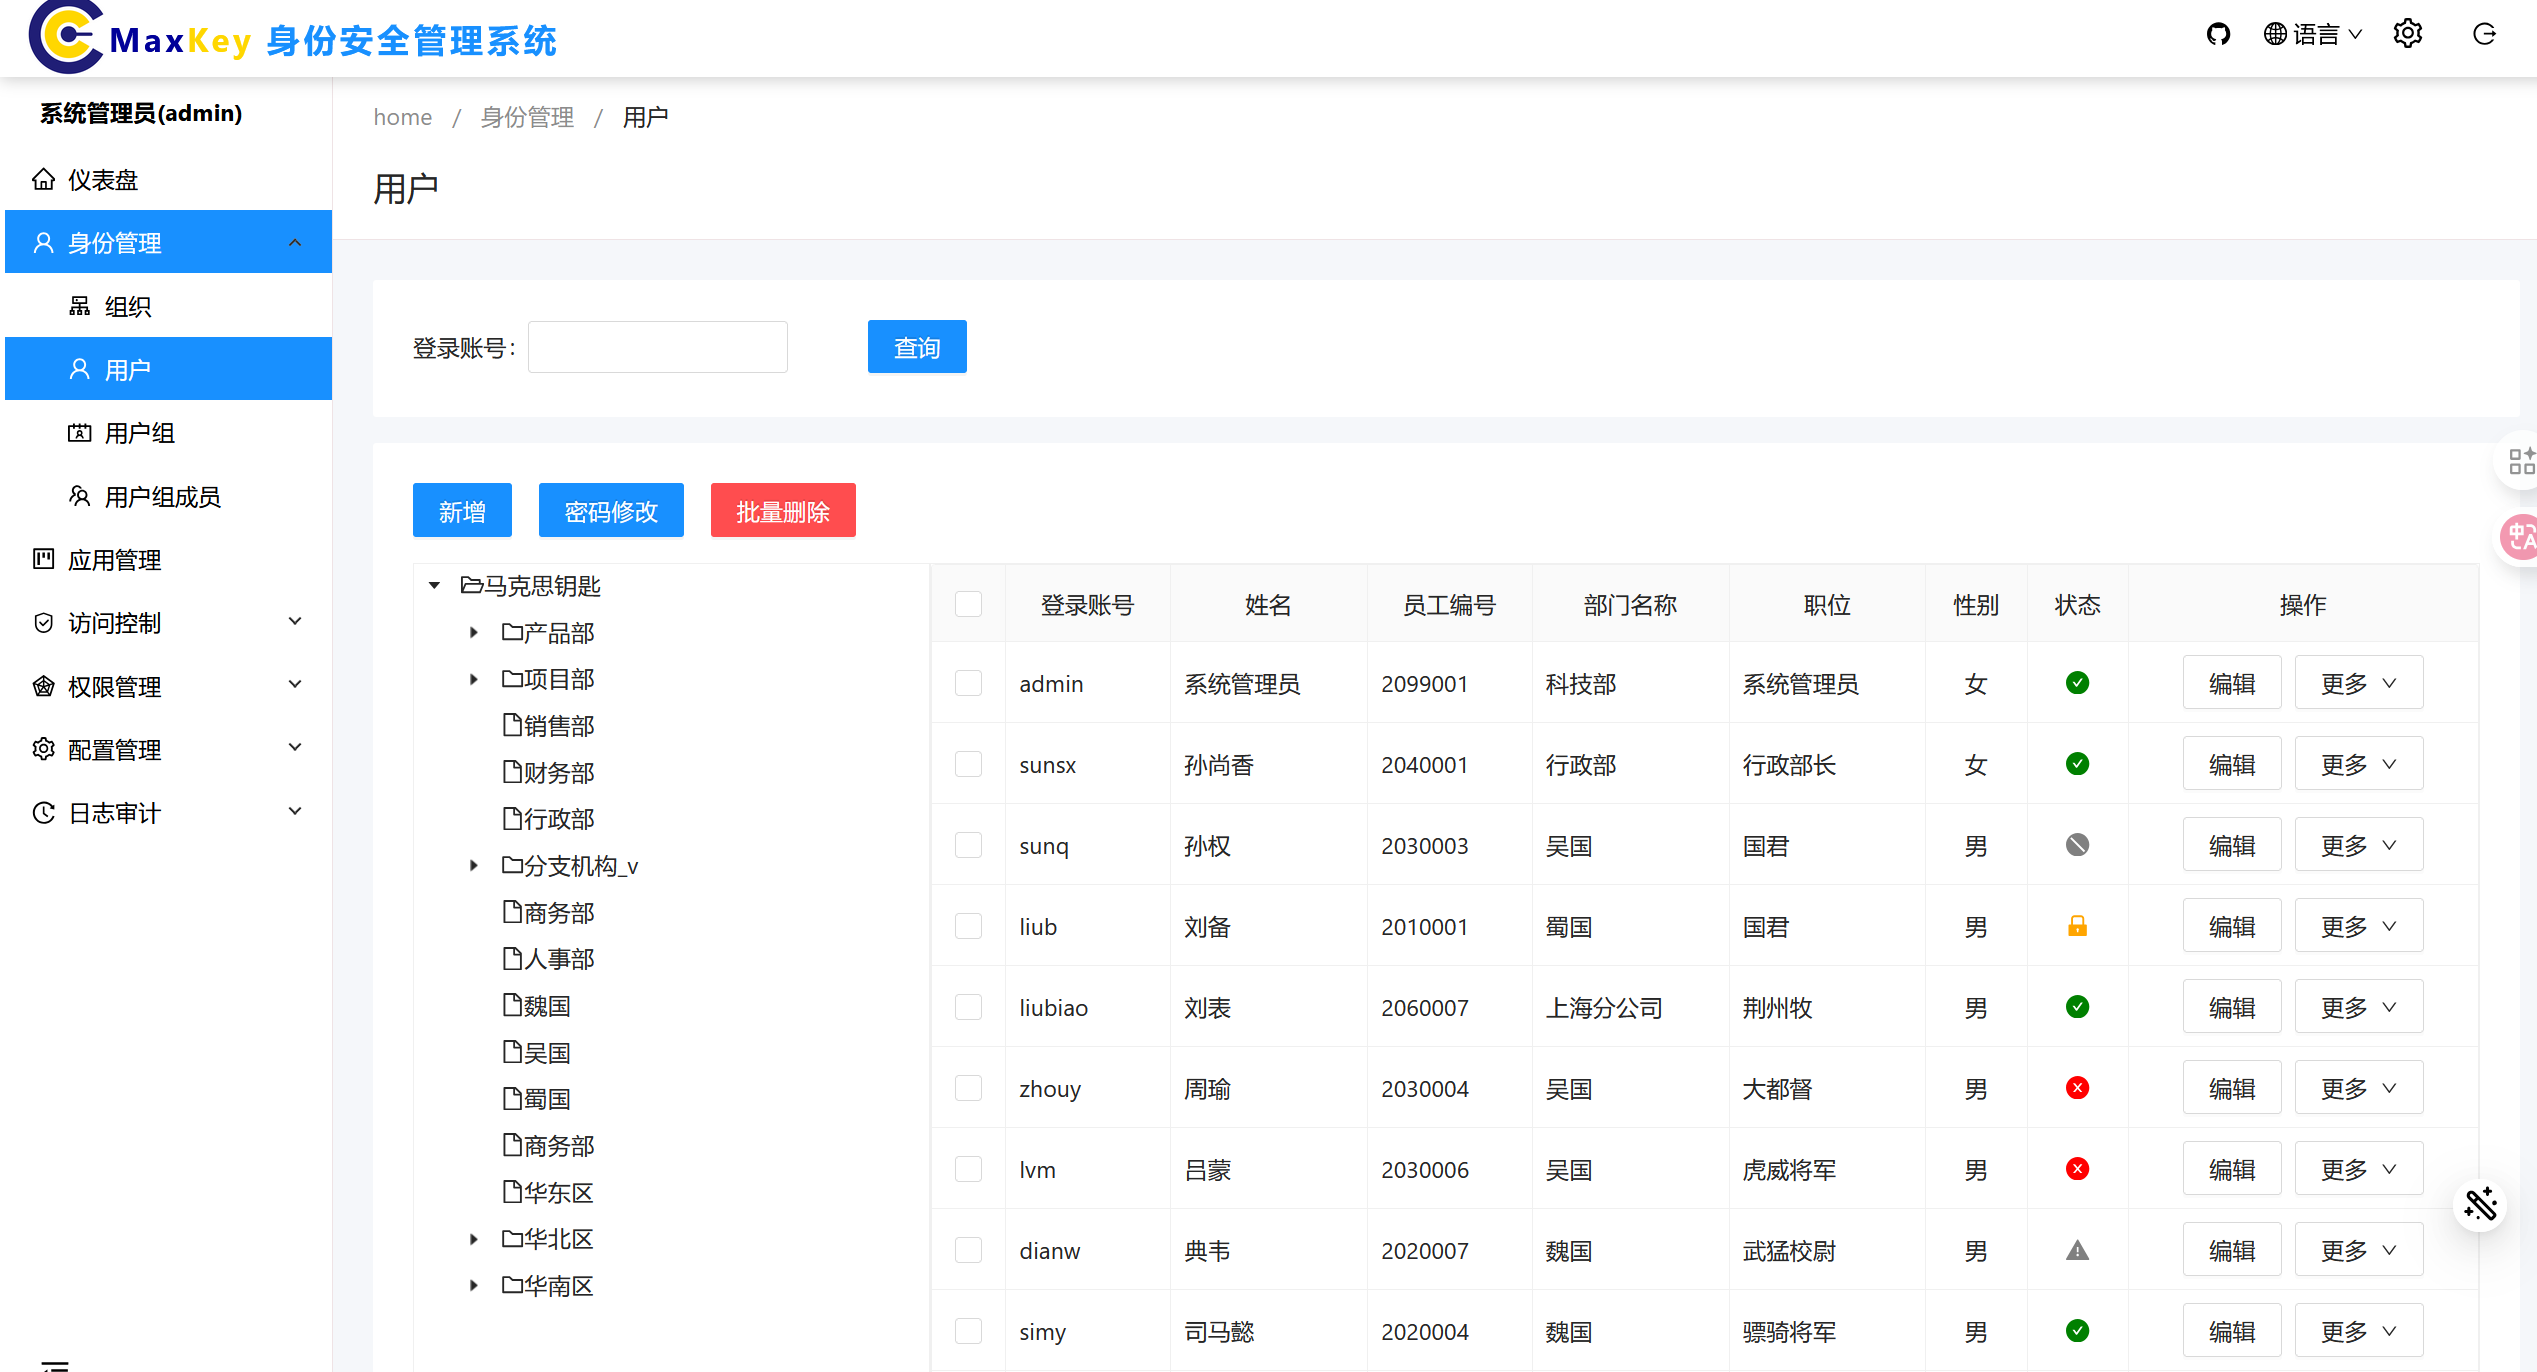 MaxKey 身份安全管理系统
语言
系统管理员(admin)
仪表盘
身份管理
组织
用户
用户组
用户组成员
应用管理
访问控制
权限管理
配置管理
日志审计
home / 身份管理 / 用户
用户
登录账号:
查询
新增 密码修改 批量删除
马克思钥匙
产品部
项目部
销售部
财务部
行政部
分支机构_v
商务部
人事部
魏国
吴国
蜀国
商务部
华东区
华北区
华南区
登录账号 姓名 员工编号 部门名称 职位 性别 状态 操作
admin 系统管理员 2099001 科技部 系统管理员 女 编辑 更多
sunsx 孙尚香 2040001 行政部 行政部长 女 编辑 更多
sunq 孙权 2030003 吴国 国君 男 编辑 更多
liub 刘备 2010001 蜀国 国君 男 编辑 更多
liubiao 刘表 2060007 上海分公司 荆州牧 男 编辑 更多
zhouy 周瑜 2030004 吴国 大都督 男 编辑 更多
lvm 吕蒙 2030006 吴国 虎威将军 男 编辑 更多
dianw 典韦 2020007 魏国 武猛校尉 男 编辑 更多
simy 司马懿 2020004 魏国 骠骑将军 男 编辑 更多
中A